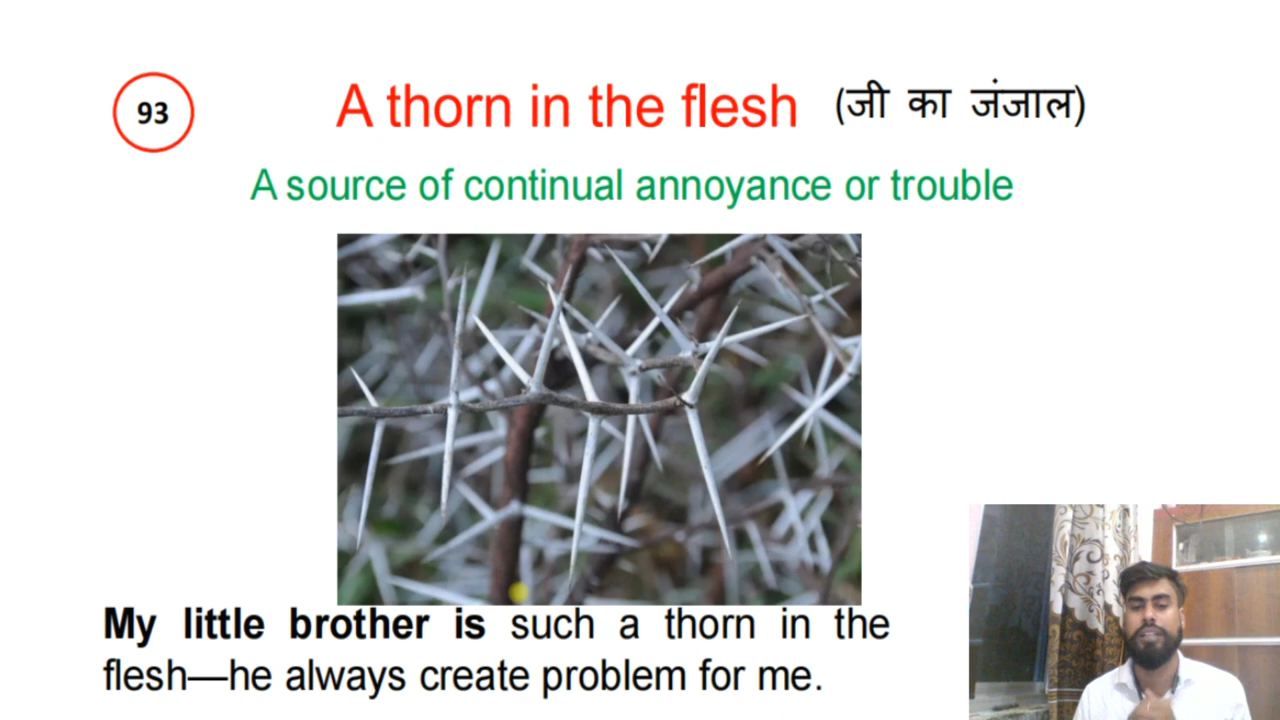 93
A thorn in the flesh (जी का जंजाल)
A source of continual annoyance or trouble
My little brother is such a thorn in the
flesh—he always create problem for me.